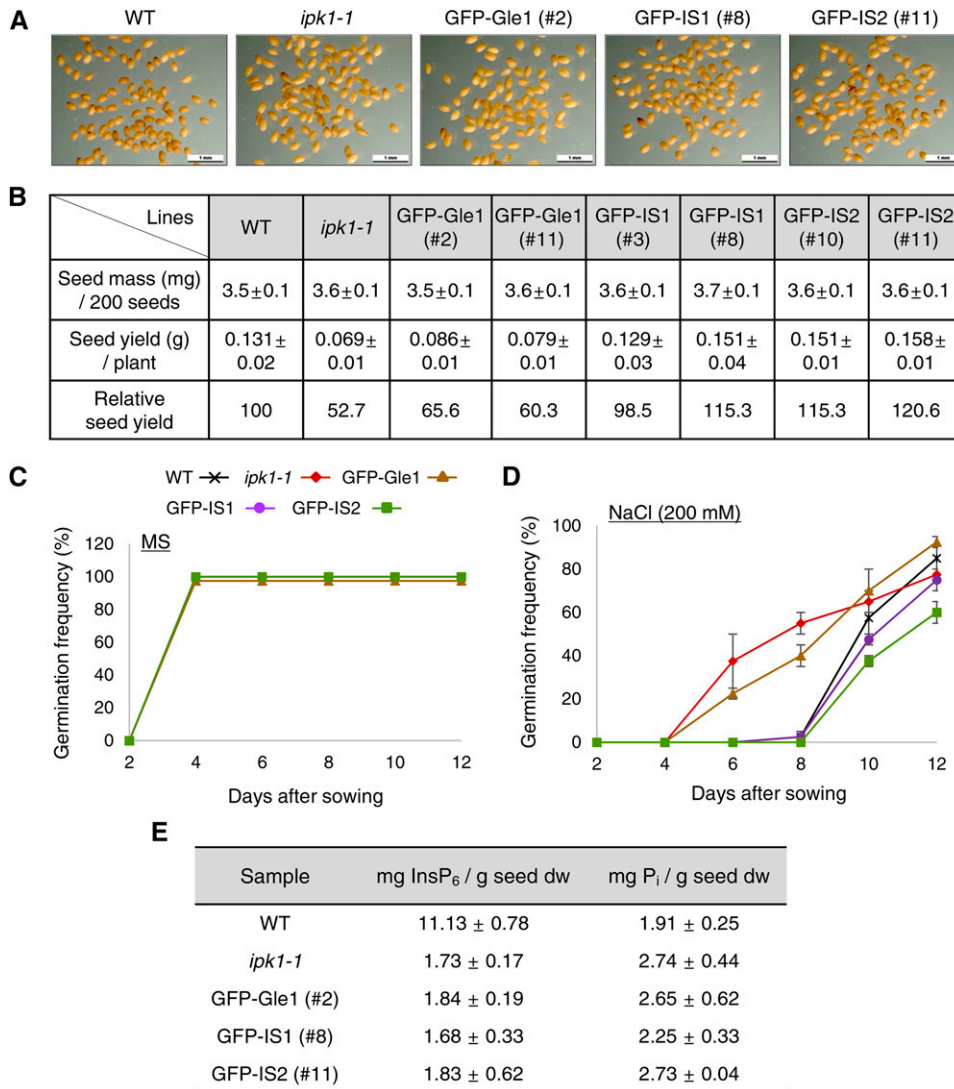 A
WT
ipk1-1
GFP-Gle1 (#2)
GFP-IS1 (#8)
GFP-IS2 (#11)
1 mm
1 mm
1 mm
1 mm
1 mm
B
Lines WT ipk1-1 GFP-Gle1 (#2) GFP-Gle1 (#11) GFP-IS1 (#3) GFP-IS1 (#8) GFP-IS2 (#10) GFP-IS2 (#11)
Seed mass (mg) / 200 seeds 3.5±0.1 3.6±0.1 3.5±0.1 3.6±0.1 3.6±0.1 3.7±0.1 3.6±0.1 3.6±0.1
Seed yield (g) / plant 0.131± 0.02 0.069± 0.01 0.086± 0.01 0.079± 0.01 0.129± 0.03 0.151± 0.04 0.151± 0.01 0.158± 0.01
Relative seed yield 100 52.7 65.6 60.3 98.5 115.3 115.3 120.6
C
WT ipk1-1 GFP-Gle1
GFP-IS1 GFP-IS2
MS
Germination frequency (%)
120
100
80
60
40
20
0
2 4 6 8 10 12
Days after sowing
D
NaCl (200 mM)
Germination frequency (%)
100
80
60
40
20
0
2 4 6 8 10 12
Days after sowing
E
Sample mg InsP₆ / g seed dw mg Pᵢ / g seed dw
WT 11.13 ± 0.78 1.91 ± 0.25
ipk1-1 1.73 ± 0.17 2.74 ± 0.44
GFP-Gle1 (#2) 1.84 ± 0.19 2.65 ± 0.62
GFP-IS1 (#8) 1.68 ± 0.33 2.25 ± 0.33
GFP-IS2 (#11) 1.83 ± 0.62 2.73 ± 0.04